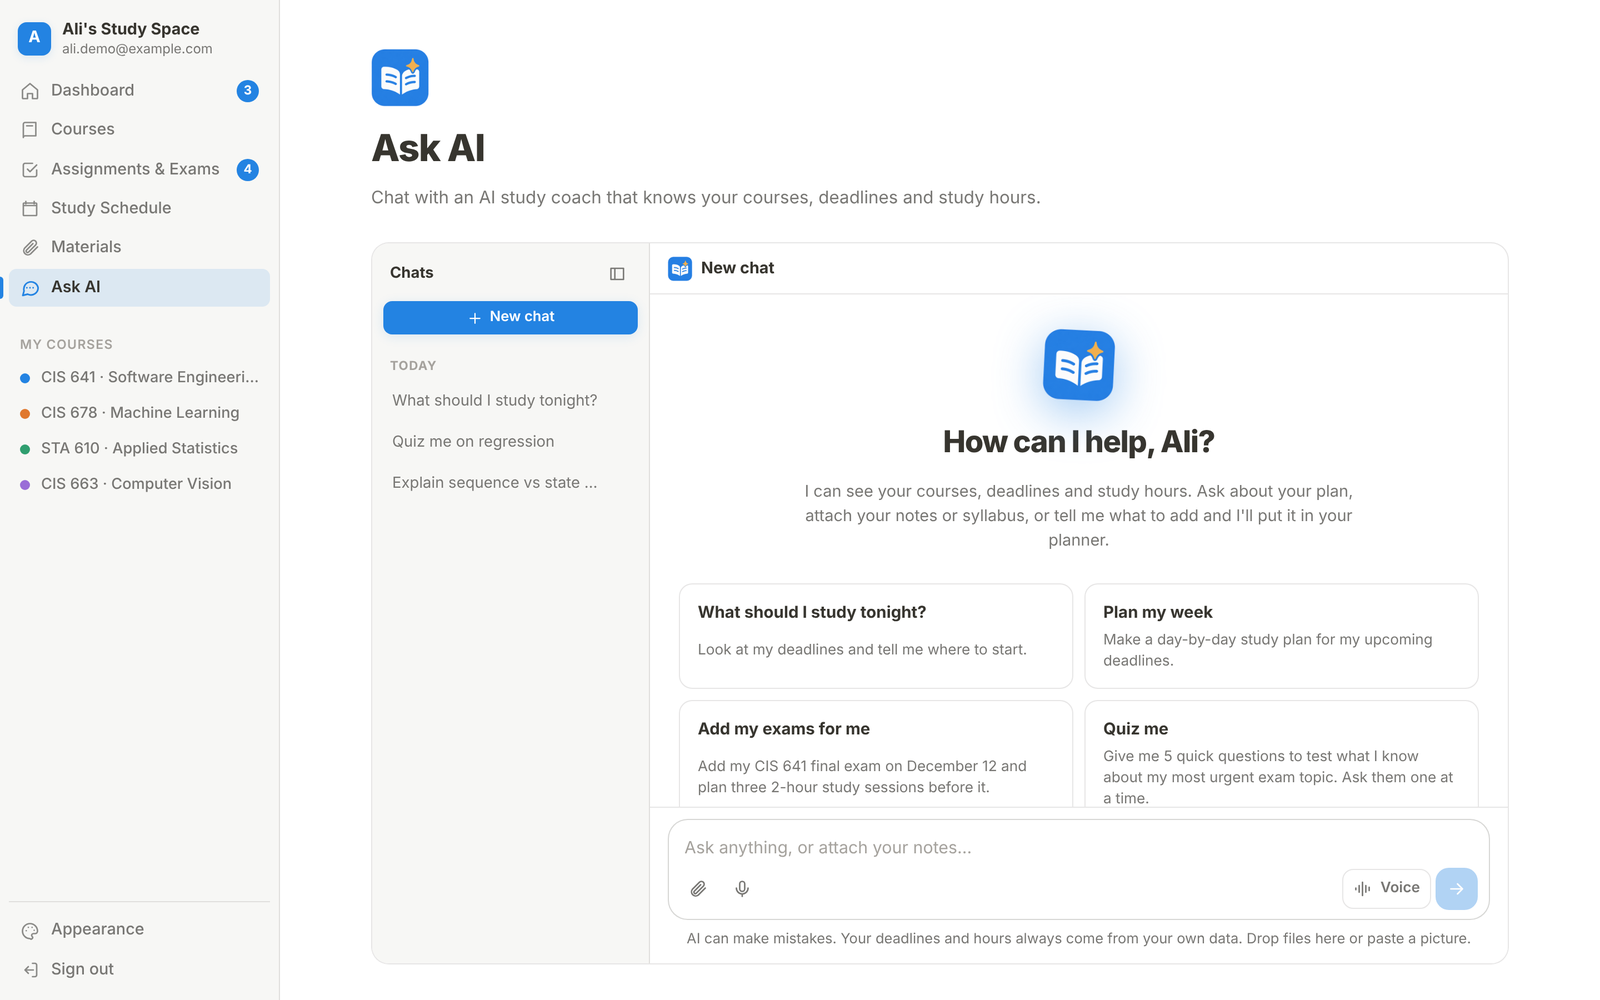 A
Ali's Study Space
ali.demo@example.com
Dashboard
3
Courses
Assignments & Exams
4
Study Schedule
Materials
Ask AI
MY COURSES
CIS 641 · Software Engineeri...
CIS 678 · Machine Learning
STA 610 · Applied Statistics
CIS 663 · Computer Vision
Appearance
Sign out
Ask AI
Chat with an AI study coach that knows your courses, deadlines and study hours.
Chats
New chat
TODAY
What should I study tonight?
Quiz me on regression
Explain sequence vs state ...
New chat
How can I help, Ali?
I can see your courses, deadlines and study hours. Ask about your plan,
attach your notes or syllabus, or tell me what to add and I'll put it in your
planner.
What should I study tonight?
Look at my deadlines and tell me where to start.
Plan my week
Make a day-by-day study plan for my upcoming
deadlines.
Add my exams for me
Add my CIS 641 final exam on December 12 and
plan three 2-hour study sessions before it.
Quiz me
Give me 5 quick questions to test what I know
about my most urgent exam topic. Ask them one at
a time.
Ask anything, or attach your notes...
Voice
AI can make mistakes. Your deadlines and hours always come from your own data. Drop files here or paste a picture.